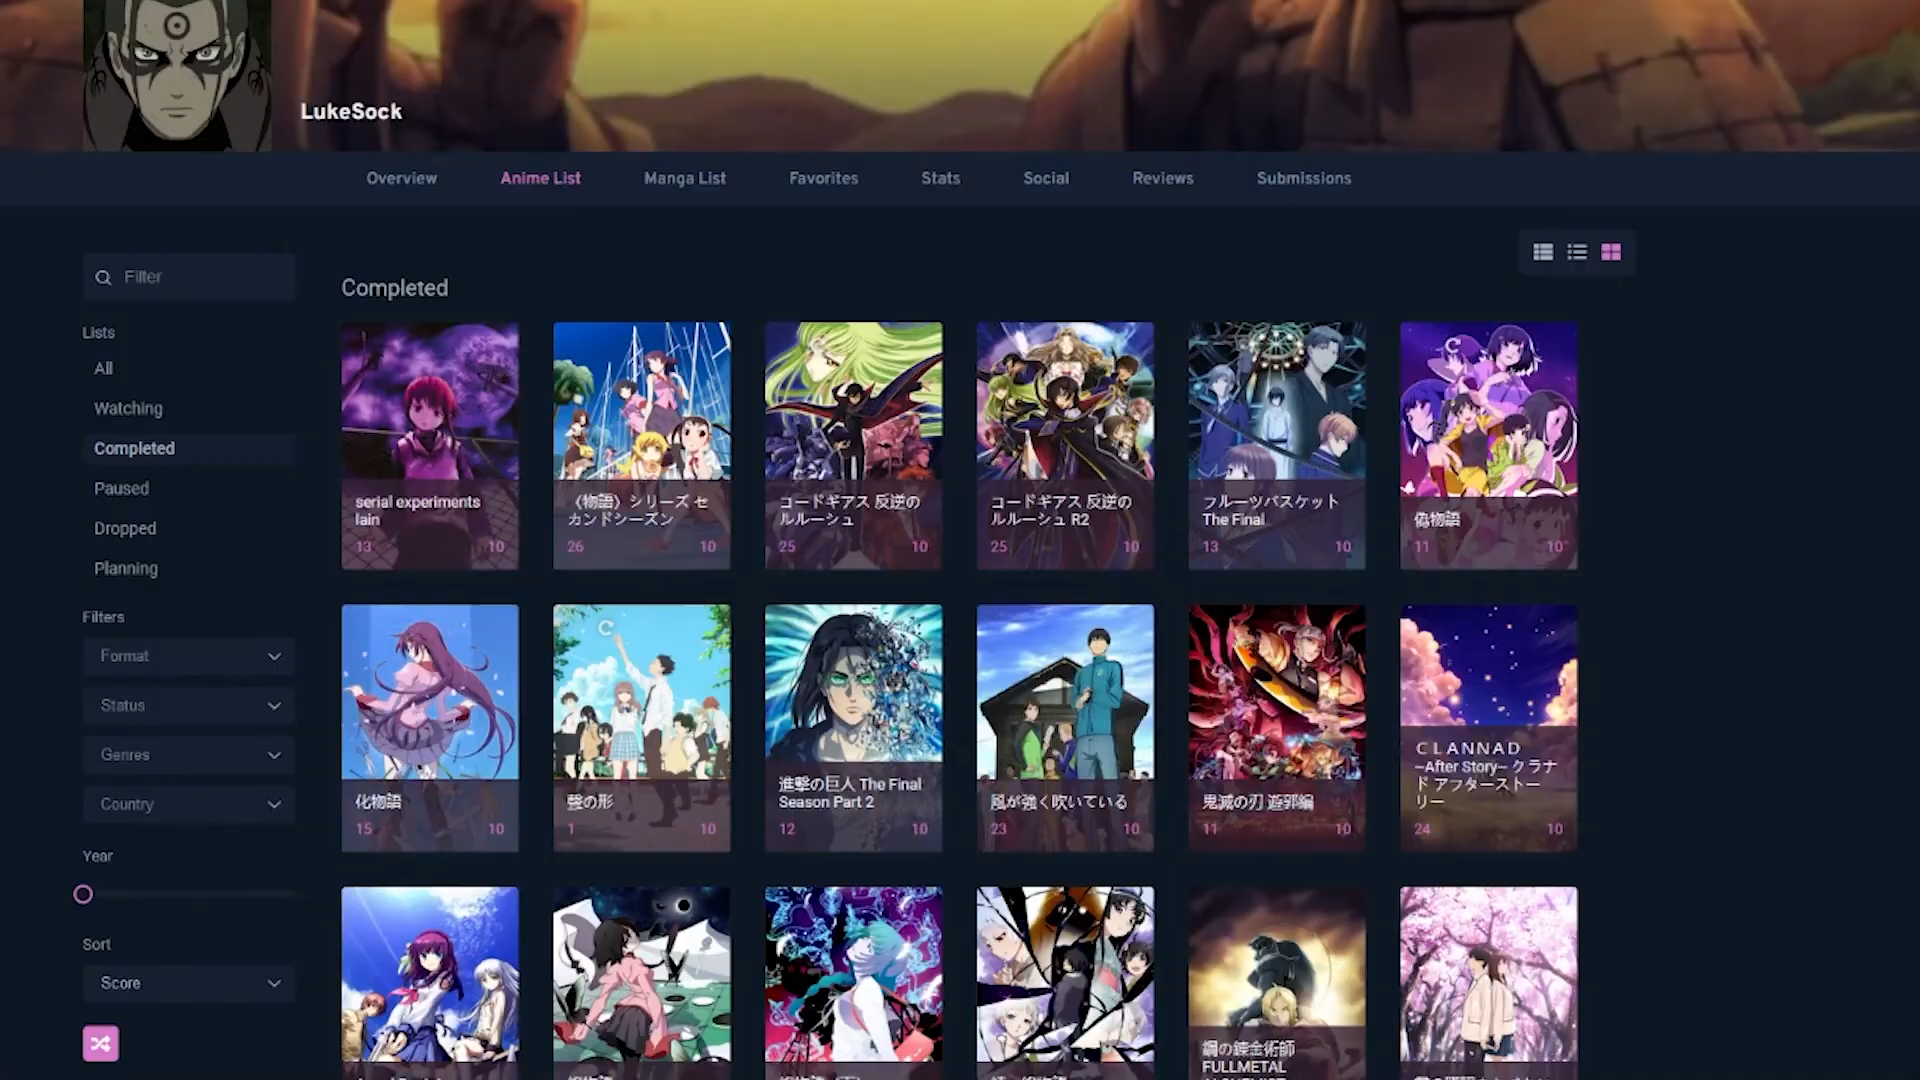 LukeSock
Overview
Anime List
Manga List
Favorites
Stats
Social
Reviews
Submissions
Filter
Completed
Lists
All
Watching
Completed
Paused
Dropped
Planning
Filters
Format
Status
Genres
Country
Year
Sort
Score
serial experiments
lain
13
10
〈物語〉シリーズ セ
カンドシーズン
26
10
コードギアス 反逆の
ルルーシュ
25
10
コードギアス 反逆の
ルルーシュ R2
25
10
フルーツバスケット
The Final
13
10
偽物語
11
10
化物語
15
10
聲の形
1
10
進撃の巨人 The Final
Season Part 2
12
10
風が強く吹いている
23
10
鬼滅の刃 遊郭編
11
10
ＣＬＡＮＮＡＤ
~After Story~ クラナ
ド アフターストー
リー
24
10
鋼の錬金術師
FULLMETAL